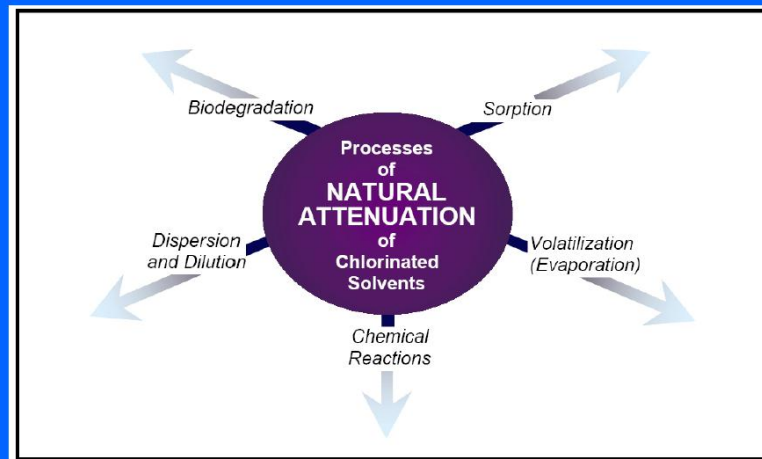 Biodegradation
Sorption
Processes
of
NATURAL
ATTENUATION
of
Chlorinated
Solvents
Dispersion
and Dilution
Volatilization
(Evaporation)
Chemical
Reactions